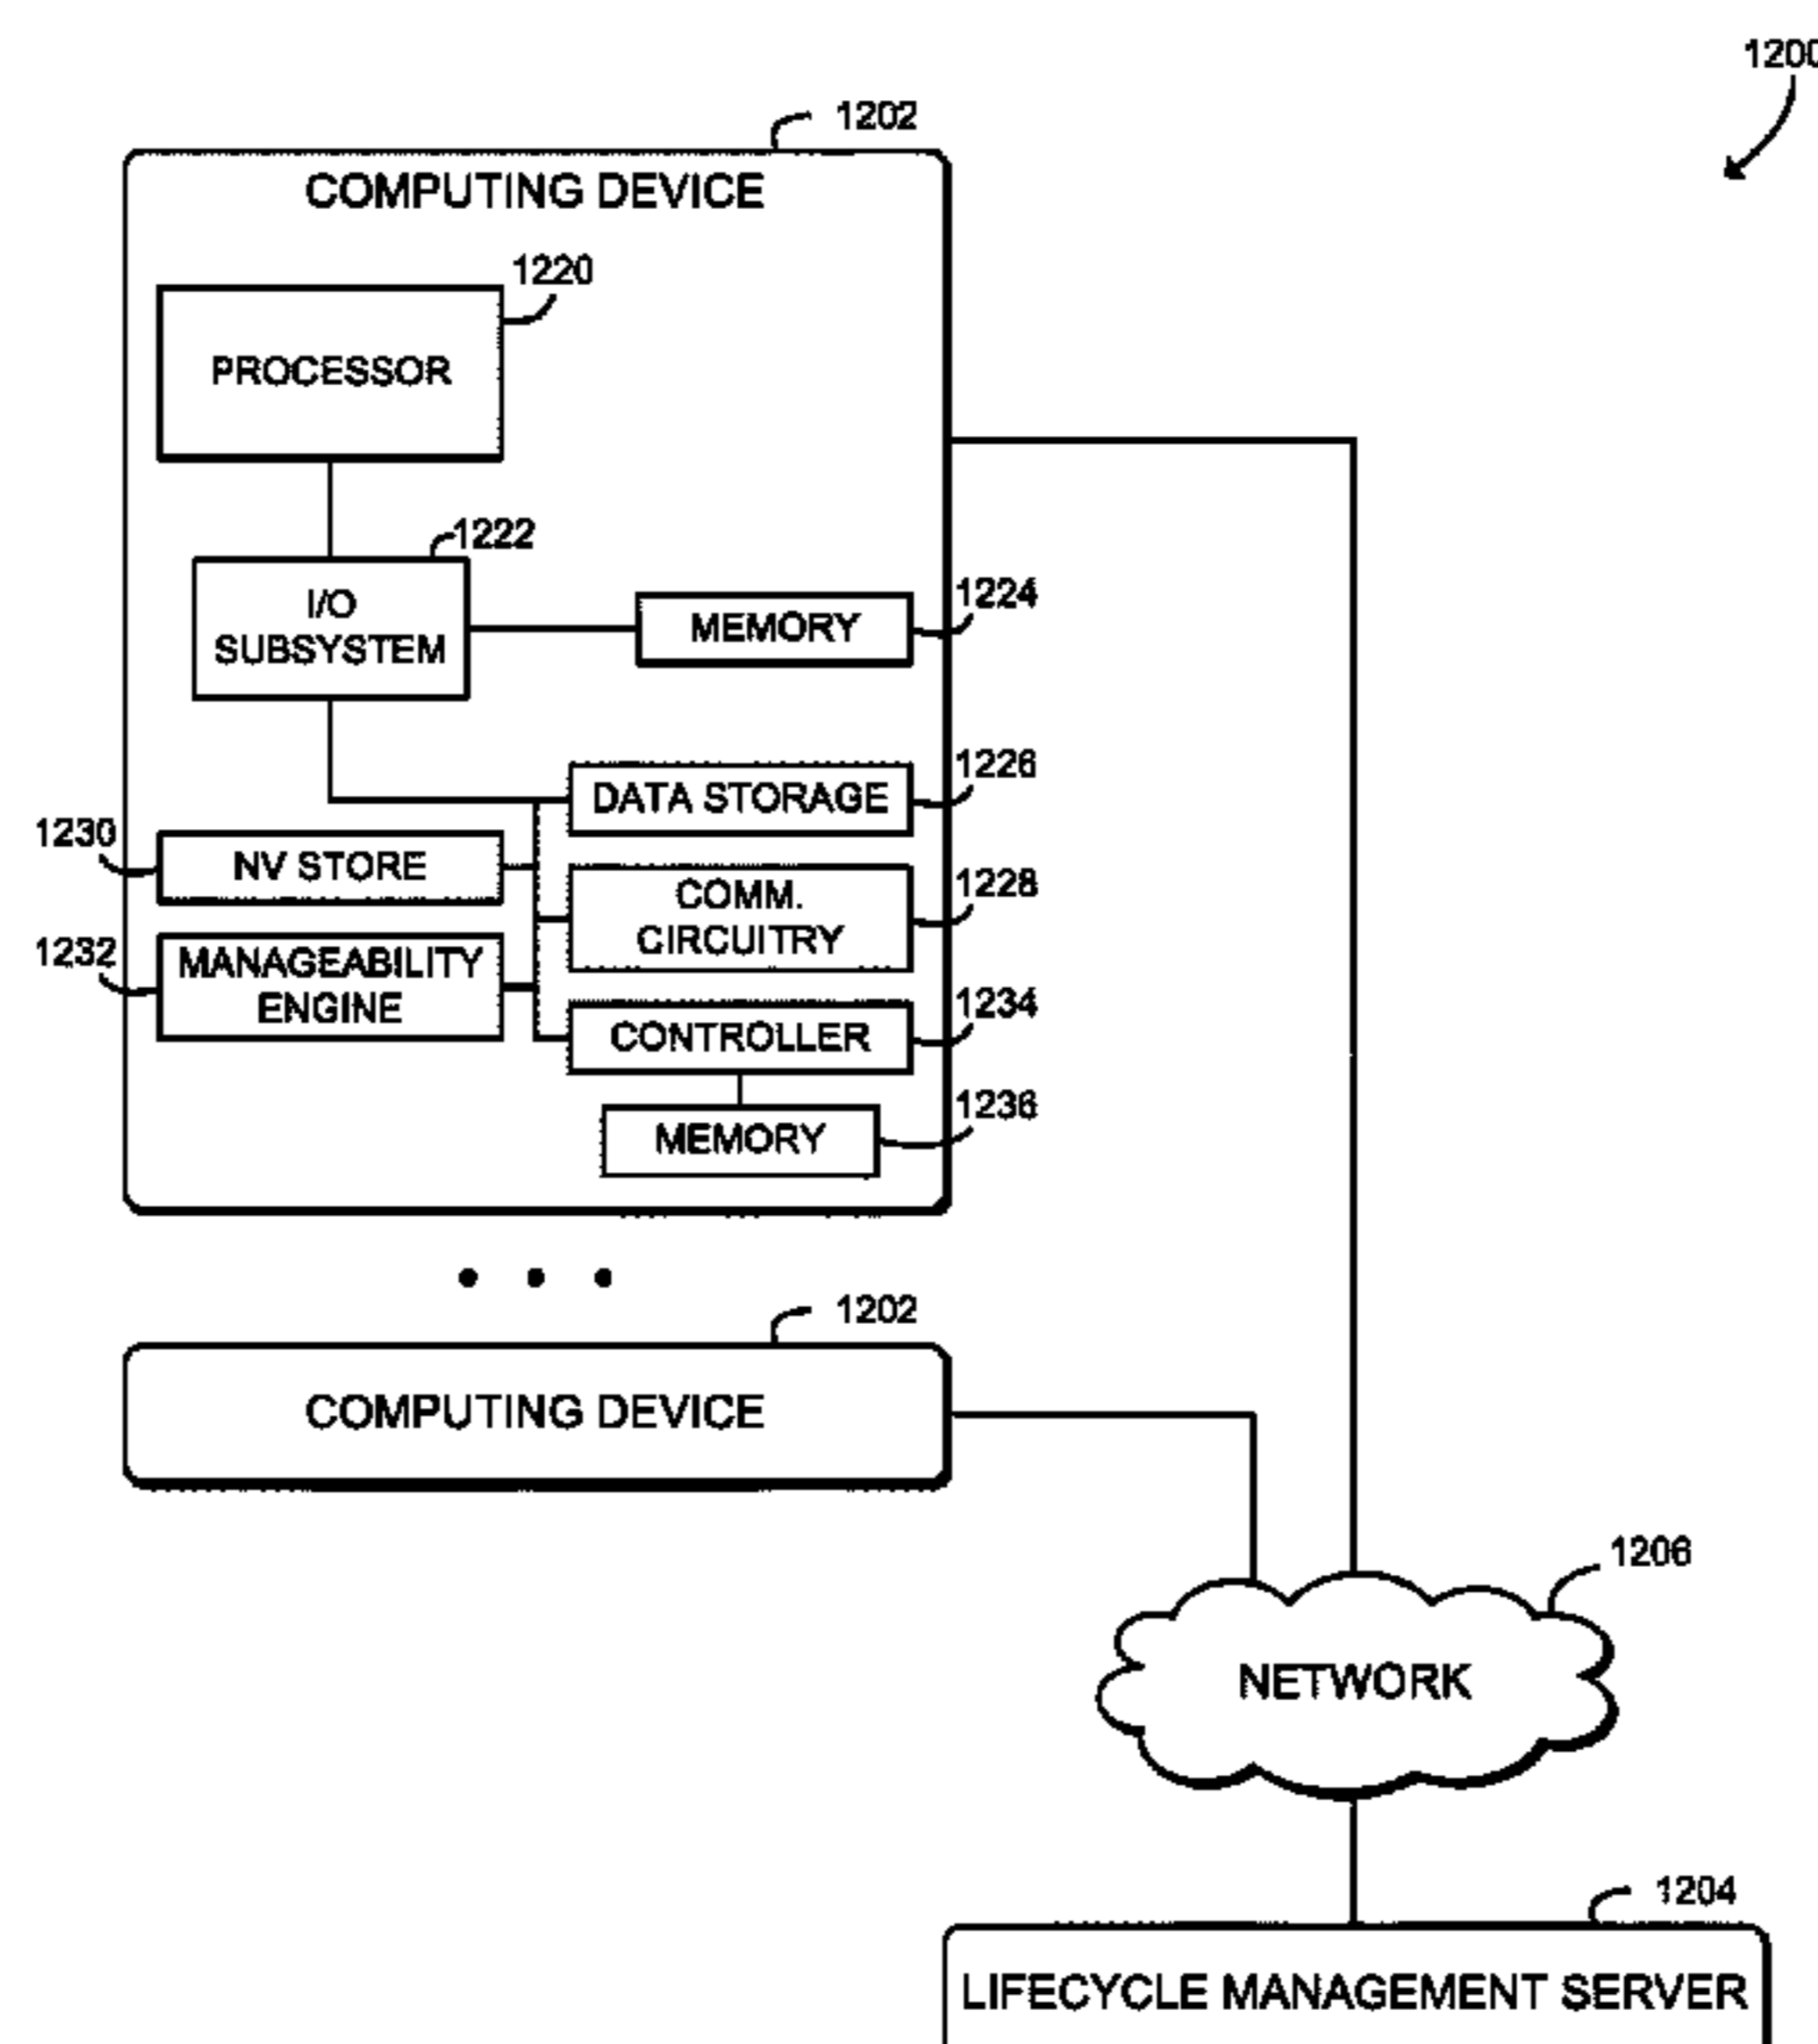 1200
1202
COMPUTING DEVICE
1220
PROCESSOR
1222
I/O
SUBSYSTEM
1224
MEMORY
1226
DATA STORAGE
1230
NV STORE
1228
COMM.
CIRCUITRY
1232
MANAGEABILITY
ENGINE
1234
CONTROLLER
1236
MEMORY
1202
COMPUTING DEVICE
1206
NETWORK
1204
LIFECYCLE MANAGEMENT SERVER